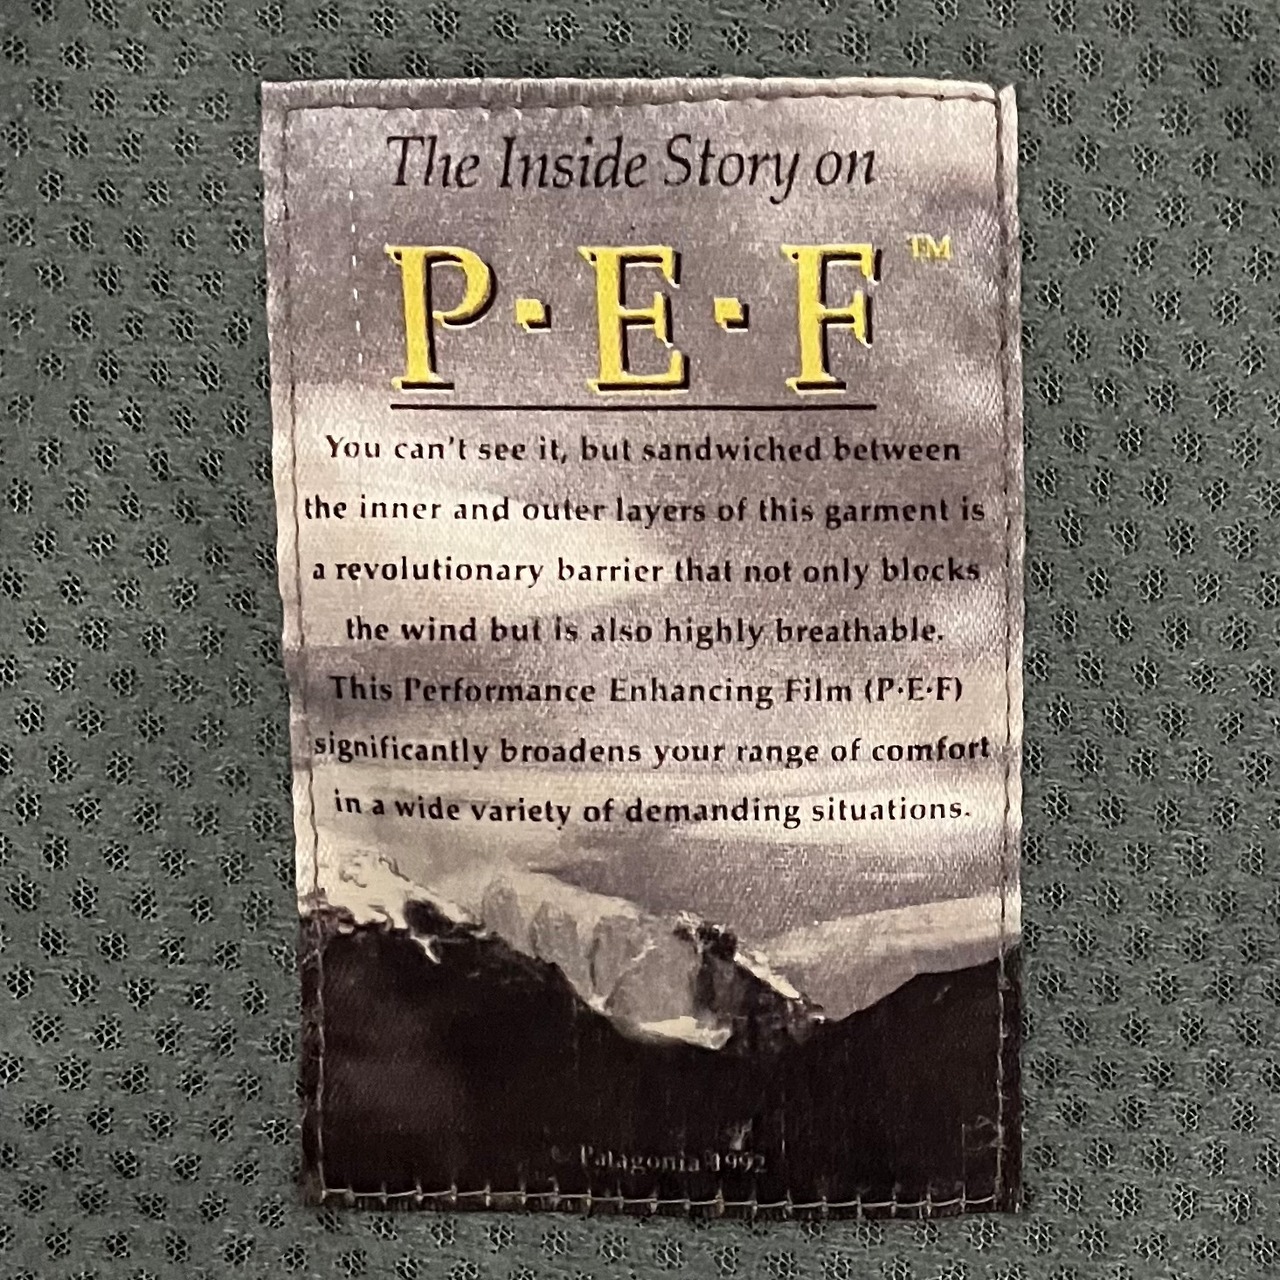 The Inside Story on
P·E·F™
You can't see it, but sandwiched between
the inner and outer layers of this garment is
a revolutionary barrier that not only blocks
the wind but is also highly breathable.
This Performance Enhancing Film (P·E·F)
significantly broadens your range of comfort
in a wide variety of demanding situations.
© Patagonia 1992